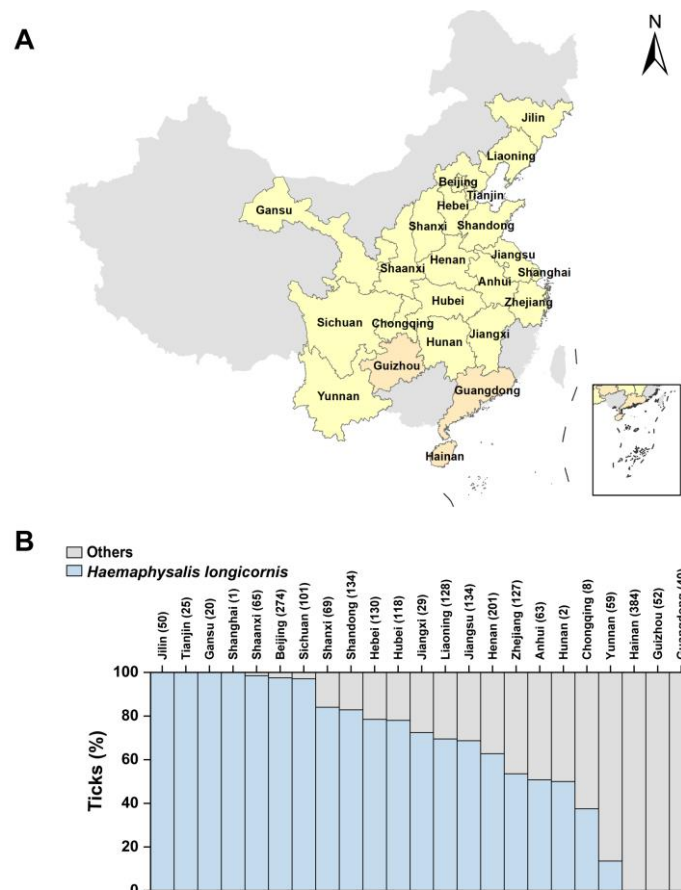 A
N
Jilin
Liaoning
Beijing
Tianjin
Gansu
Hebei
Shanxi
Shandong
Jiangsu
Shaanxi
Henan
Shanghai
Anhui
Hubei
Zhejiang
Sichuan
Chongqing
Jiangxi
Hunan
Guizhou
Yunnan
Guangdong
Hainan
B
Others
Haemaphysalis longicornis
Jilin (50)
Tianjin (25)
Gansu (20)
Shanghai (1)
Shaanxi (65)
Beijing (274)
Sichuan (101)
Shanxi (69)
Shandong (134)
Hebei (130)
Hubei (118)
Jiangxi (29)
Liaoning (128)
Jiangsu (134)
Henan (201)
Zhejiang (127)
Anhui (63)
Hunan (2)
Chongqing (8)
Yunnan (59)
Hainan (384)
Guizhou (52)
100
80
60
40
20
0
Ticks (%)